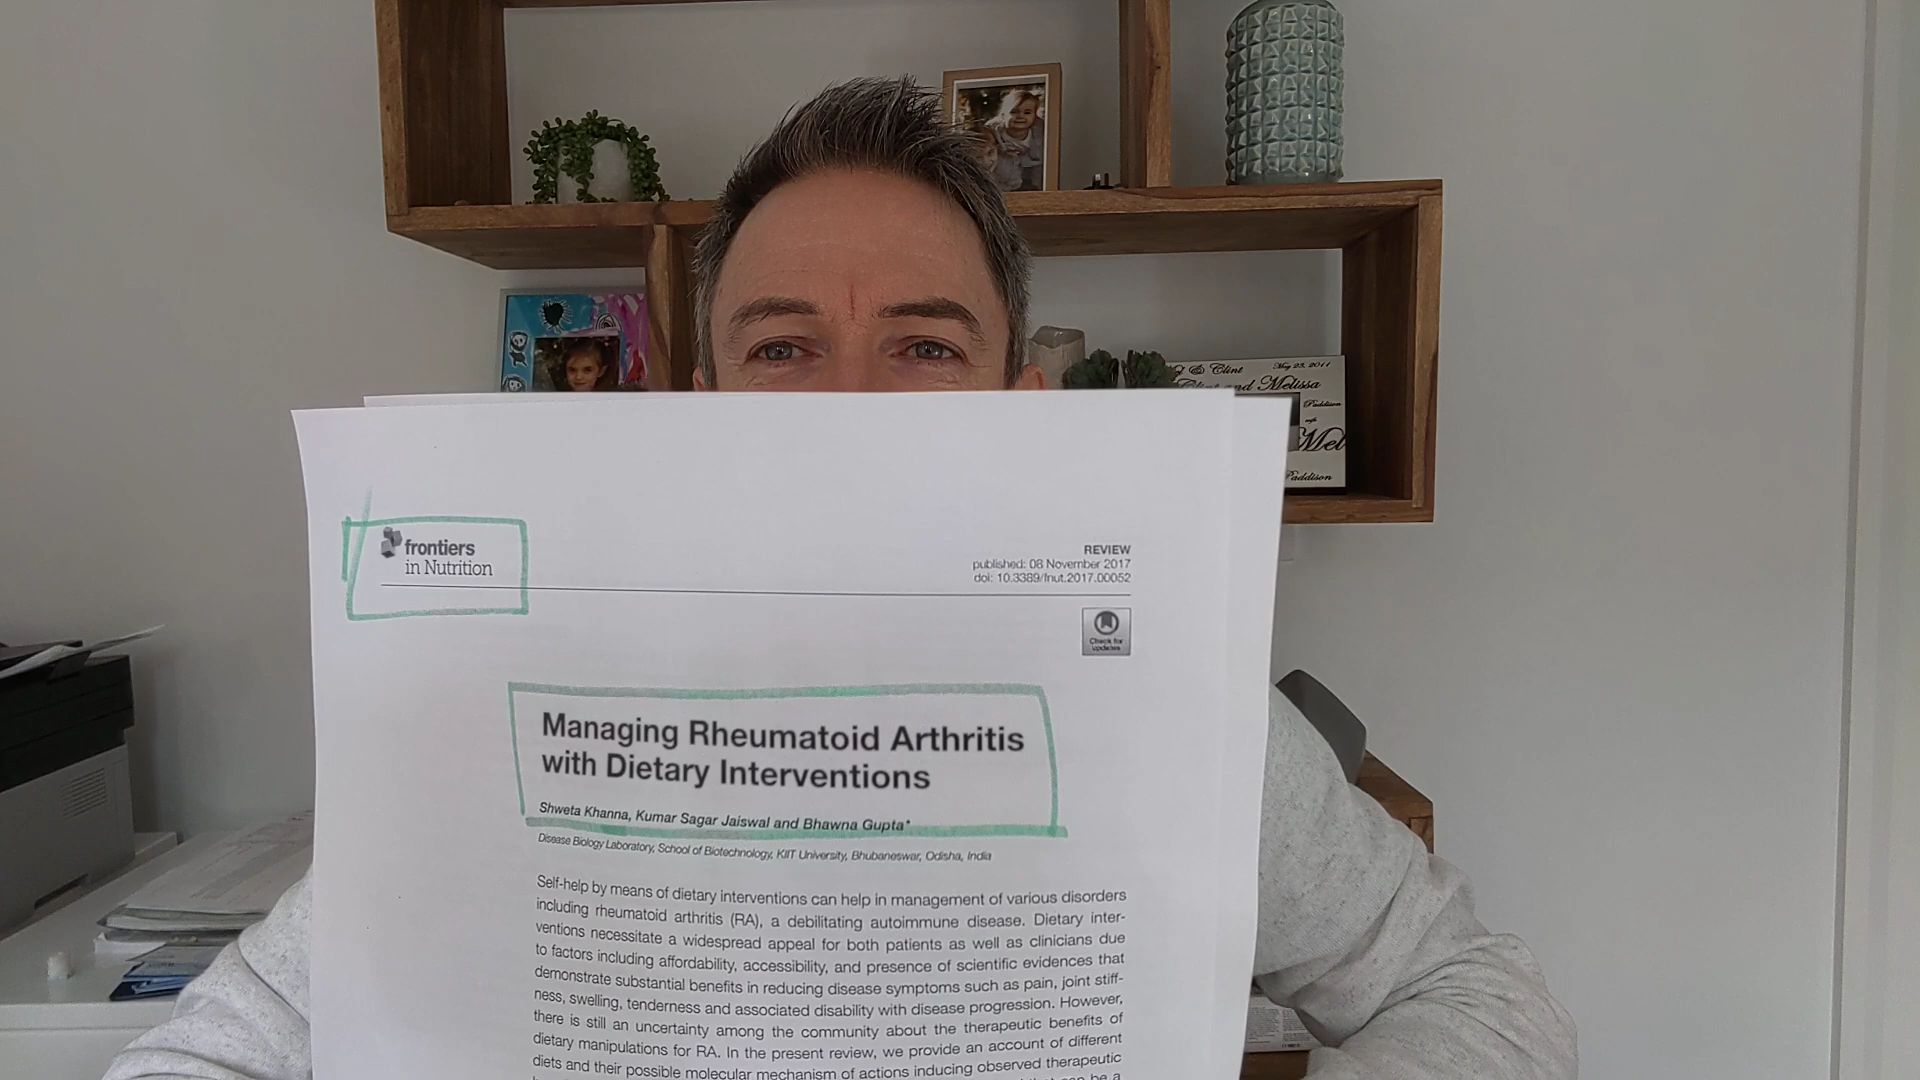 l & Clint
May 23, 2011
Clint and Melissa
Paddison
wife
Mel
Paddison
frontiers
in Nutrition
REVIEW
published: 08 November 2017
doi: 10.3389/fnut.2017.00052
Check for
updates
Managing Rheumatoid Arthritis
with Dietary Interventions
Shweta Khanna, Kumar Sagar Jaiswal and Bhawna Gupta*
Disease Biology Laboratory, School of Biotechnology, KIIT University, Bhubaneswar, Odisha, India
Self-help by means of dietary interventions can help in management of various disorders
including rheumatoid arthritis (RA), a debilitating autoimmune disease. Dietary inter-
ventions necessitate a widespread appeal for both patients as well as clinicians due
to factors including affordability, accessibility, and presence of scientific evidences that
demonstrate substantial benefits in reducing disease symptoms such as pain, joint stiff-
ness, swelling, tenderness and associated disability with disease progression. However,
there is still an uncertainty among the community about the therapeutic benefits of
dietary manipulations for RA. In the present review, we provide an account of different
diets and their possible molecular mechanism of actions inducing observed therapeutic